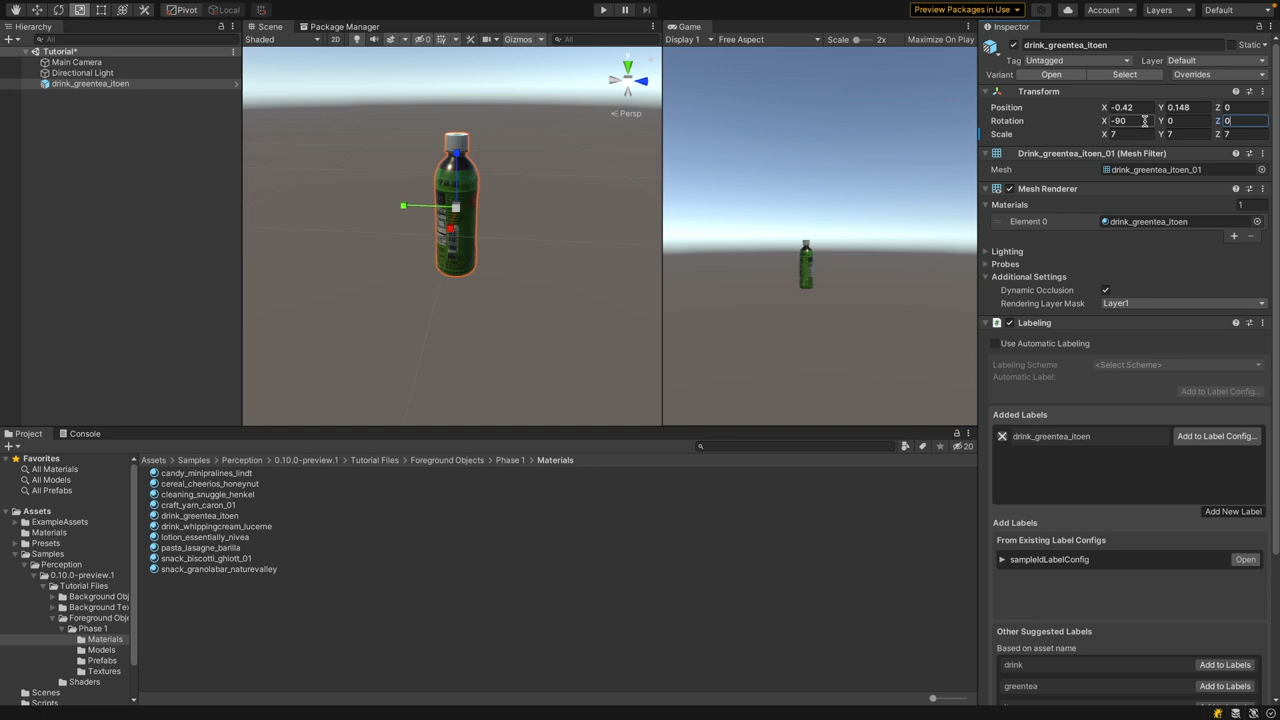 Pivot Local Preview Packages in Use Account Layers Default
Hierarchy Scene Package Manager Game Inspector
All Shaded 2D 0 Gizmos All Display 1 Free Aspect Scale 2x Maximize On Play drink_greentea_itoen Static
Tutorial*
Main Camera
Directional Light
drink_greentea_itoen
Persp
Tag Untagged Layer Default
Variant Open Select Overrides
Transform
Position X -0.42 Y 0.148 Z 0
Rotation X -90 Y 0 Z 0
Scale X 7 Y 7 Z 7
Drink_greentea_itoen_01 (Mesh Filter)
Mesh drink_greentea_itoen_01
Mesh Renderer
Materials 1
Element 0 drink_greentea_itoen
Lighting
Probes
Additional Settings
Dynamic Occlusion
Rendering Layer Mask Layer1
Labeling
Use Automatic Labeling
Labeling Scheme <Select Scheme>
Automatic Label:
Add to Label Config...
Added Labels
drink_greentea_itoen Add to Label Config...
Add New Label
Add Labels
From Existing Label Configs
sampleIdLabelConfig Open
Other Suggested Labels
Based on asset name
drink Add to Labels
greentea Add to Labels
Project Console
20
Favorites
All Materials
All Models
All Prefabs
Assets
ExampleAssets
Materials
Presets
Samples
Perception
0.10.0-preview.1
Tutorial Files
Background Obj
Background Tex
Foreground Obje
Phase 1
Materials
Models
Prefabs
Textures
Shaders
Scenes
Scripts
Assets Samples Perception 0.10.0-preview.1 Tutorial Files Foreground Objects Phase 1 Materials
candy_minipralines_lindt
cereal_cheerios_honeynut
cleaning_snuggle_henkel
craft_yarn_caron_01
drink_greentea_itoen
drink_whippingcream_lucerne
lotion_essentially_nivea
pasta_lasagne_barilla
snack_biscotti_ghiott_01
snack_granolabar_naturevalley